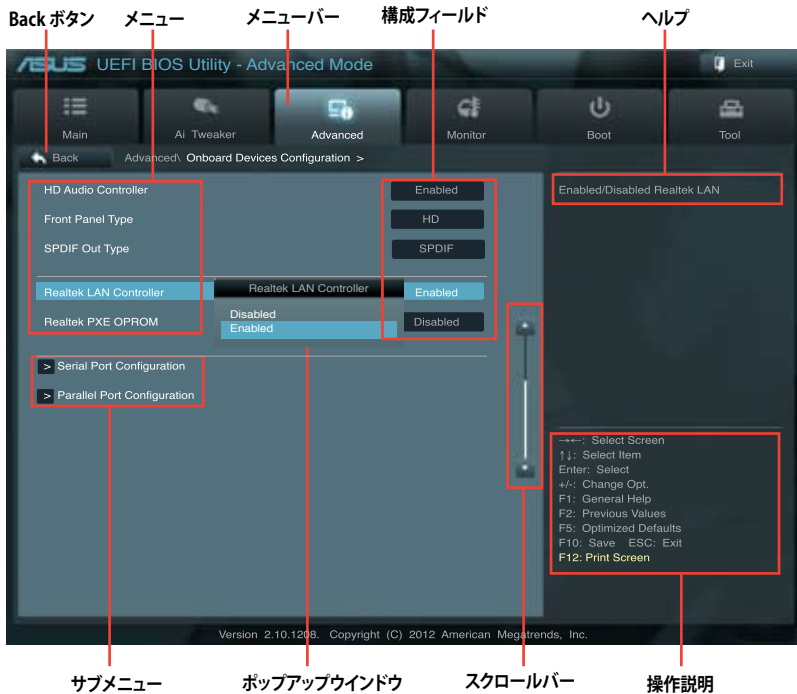 Back ボタン
メニュー
メニューバー
構成フィールド
ヘルプ
ASUS UEFI BIOS Utility - Advanced Mode
Exit
Main
Ai Tweaker
Advanced
Monitor
Boot
Tool
Back
Advanced\ Onboard Devices Configuration >
HD Audio Controller
Enabled
Enabled/Disabled Realtek LAN
Front Panel Type
HD
SPDIF Out Type
SPDIF
Realtek LAN Controller
Realtek LAN Controller
Enabled
Disabled
Enabled
Realtek PXE OPROM
Disabled
> Serial Port Configuration
> Parallel Port Configuration
→←: Select Screen
↑↓: Select Item
Enter: Select
+/-: Change Opt.
F1: General Help
F2: Previous Values
F5: Optimized Defaults
F10: Save ESC: Exit
F12: Print Screen
Version 2.10.1208. Copyright (C) 2012 American Megatrends, Inc.
サブメニュー
ポップアップウインドウ
スクロールバー
操作説明